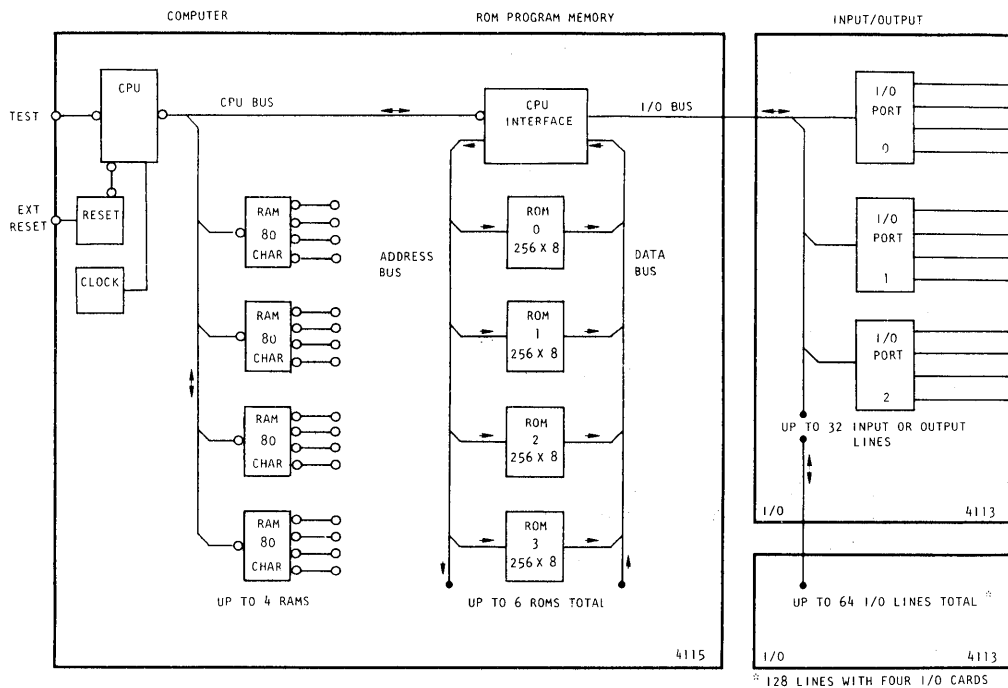 COMPUTER
ROM PROGRAM MEMORY
INPUT/OUTPUT
CPU
TEST
CPU BUS
CPU
INTERFACE
I/O BUS
I/O
PORT
0
EXT
RESET
RESET
CLOCK
RAM
80
CHAR
ADDRESS
BUS
ROM
0
256 X 8
DATA
BUS
I/O
PORT
1
RAM
80
CHAR
ROM
1
256 X 8
I/O
PORT
2
RAM
80
CHAR
ROM
2
256 X 8
UP TO 32 INPUT OR OUTPUT
LINES
I/O 4113
RAM
80
CHAR
ROM
3
256 X 8
UP TO 4 RAMS
UP TO 6 ROMS TOTAL
UP TO 64 I/O LINES TOTAL *
4115
I/O 4113
* 128 LINES WITH FOUR I/O CARDS